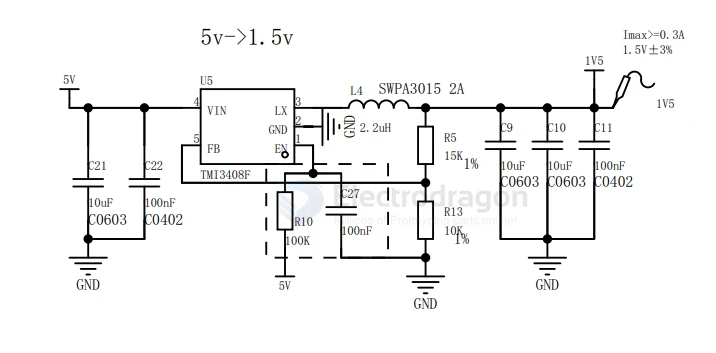 5v->1.5v
Imax>=0.3A
1.5V±3%
5V
U5
L4
SWPA3015 2A
1V5
1V5
4
VIN
LX
3
GND
2
GND
2.2uH
5
FB
EN
1
TMI3408F
R5
15K
1%
C9
10uF
C0603
C10
10uF
C0603
C11
100nF
C0402
C21
10uF
C0603
C22
100nF
C0402
C27
100nF
R10
100K
R13
10K
1%
Electrodragon
5V
GND
GND
GND